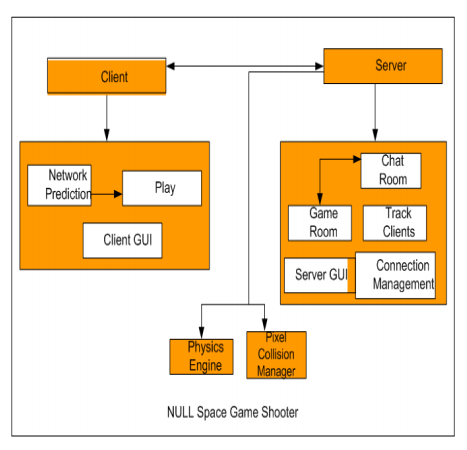 Client
Server
Network
Prediction
Play
Client GUI
Chat
Room
Game
Room
Track
Clients
Server GUI
Connection
Management
Physics
Engine
Pixel
Collision
Manager
NULL Space Game Shooter